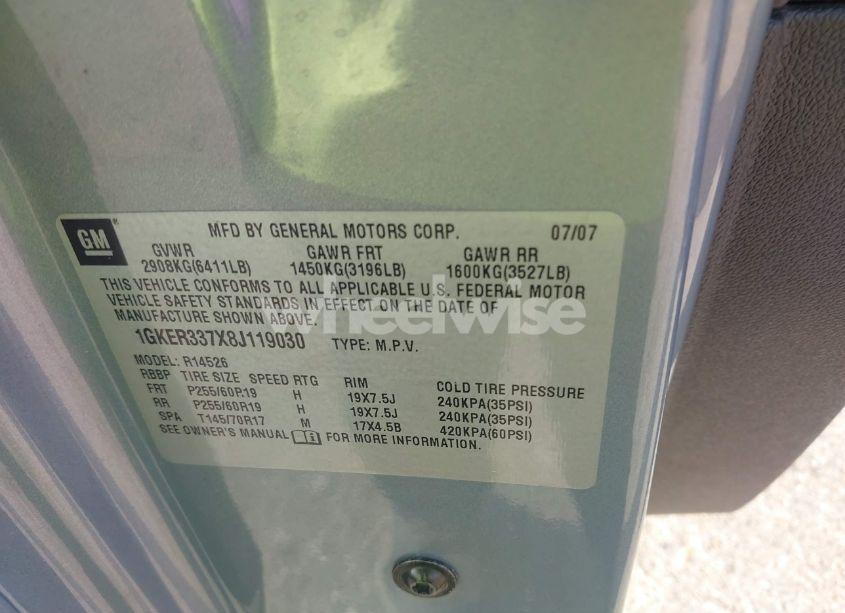 GM
MFD BY GENERAL MOTORS CORP. 07/07
GVWR GAWR FRT GAWR RR
2908KG(6411LB) 1450KG(3196LB) 1600KG(3527LB)
THIS VEHICLE CONFORMS TO ALL APPLICABLE U.S. FEDERAL MOTOR
VEHICLE SAFETY STANDARDS IN EFFECT ON THE DATE OF
MANUFACTURE SHOWN ABOVE.
1GKER337X8J119030 TYPE: M.P.V.
MODEL: R14526
RBBP TIRE SIZE SPEED RTG RIM COLD TIRE PRESSURE
FRT P255/60R19 H 19X7.5J 240KPA(35PSI)
RR P255/60R19 H 19X7.5J 240KPA(35PSI)
SPA T145/70R17 M 17X4.5B 420KPA(60PSI)
SEE OWNER'S MANUAL FOR MORE INFORMATION.
wheelwise